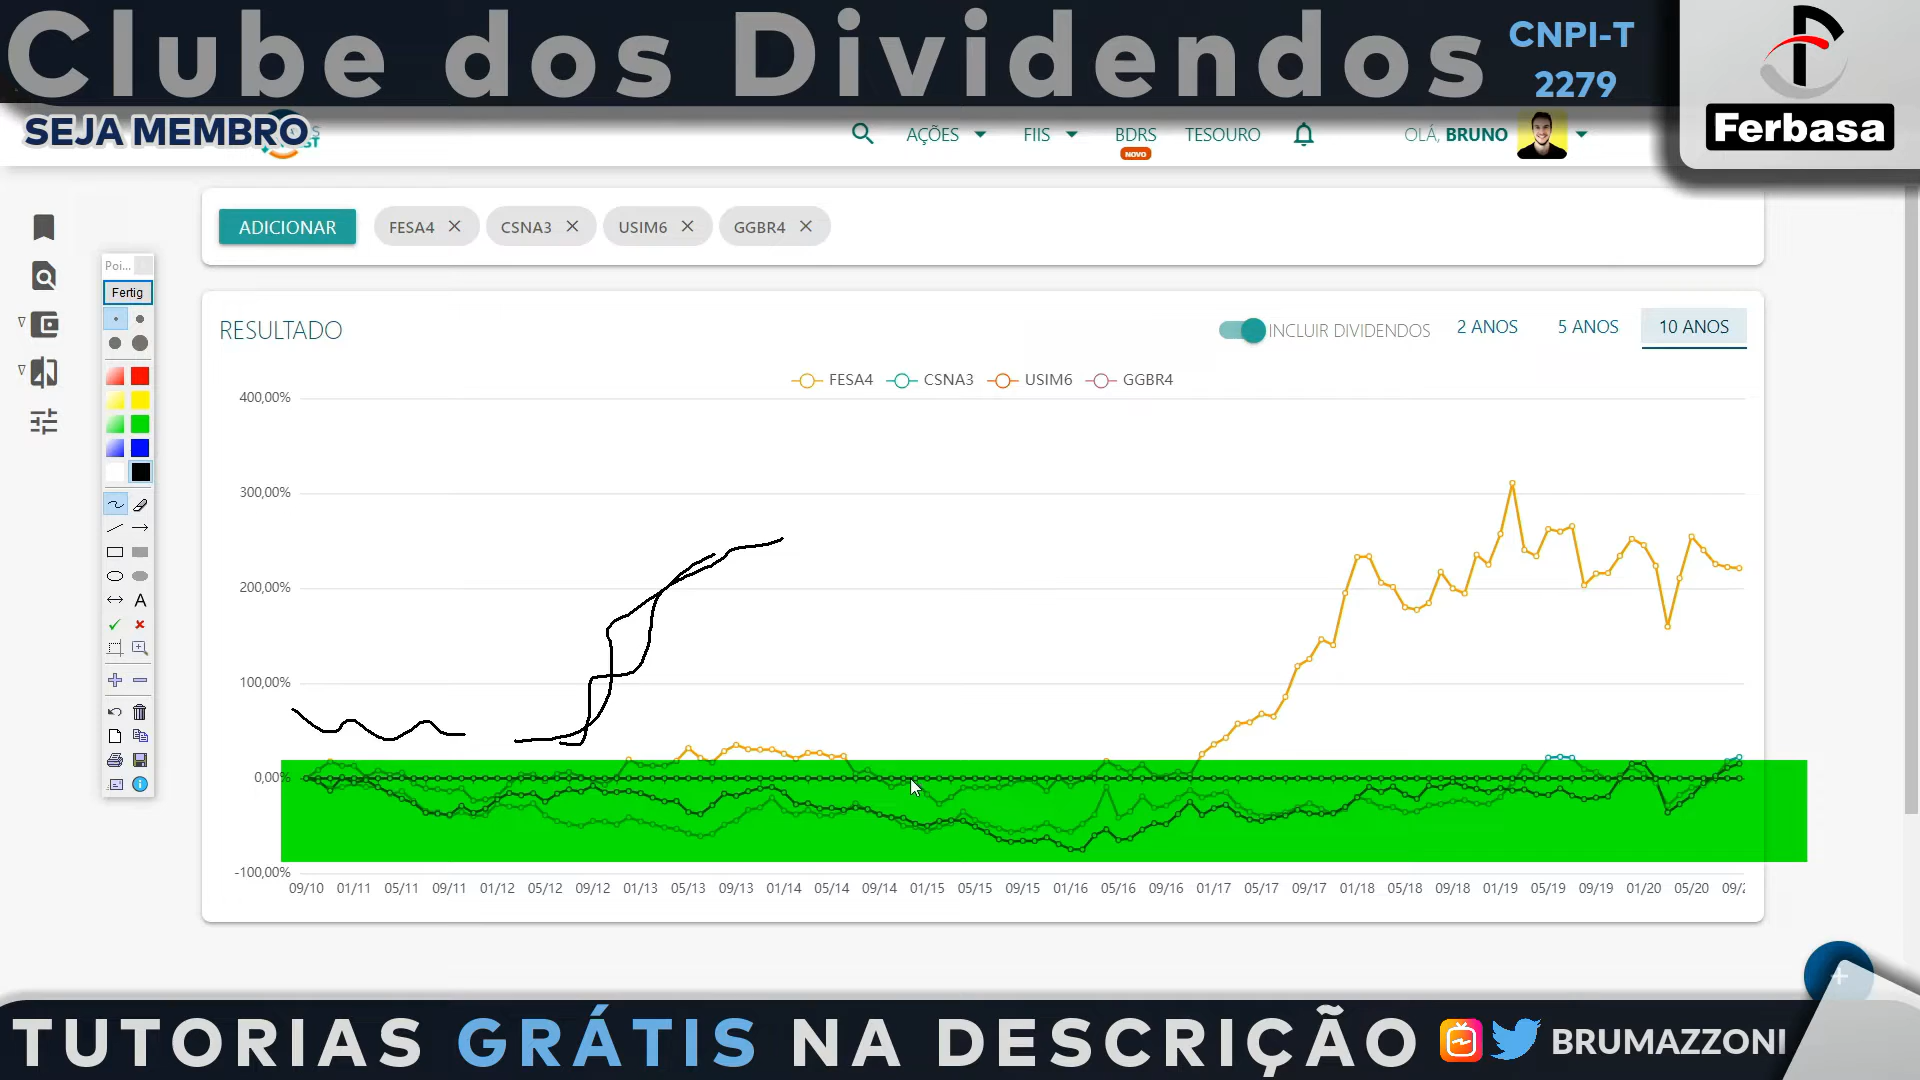 Clube dos Dividendos
CNPI-T
2279
Ferbasa
SEJA MEMBRO
AÇÕES
FIIS
BDRS
NOVO
TESOURO
OLÁ, BRUNO
ADICIONAR
FESA4
CSNA3
USIM6
GGBR4
Poi...
Fertig
RESULTADO
INCLUIR DIVIDENDOS
2 ANOS
5 ANOS
10 ANOS
FESA4 CSNA3 USIM6 GGBR4
400,00%
300,00%
200,00%
100,00%
0,00%
-100,00%
09/10 01/11 05/11 09/11 01/12 05/12 09/12 01/13 05/13 09/13 01/14 05/14 09/14 01/15 05/15 09/15 01/16 05/16 09/16 01/17 05/17 09/17 01/18 05/18 09/18 01/19 05/19 09/19 01/20 05/20 09/2
TUTORIAS GRÁTIS NA DESCRIÇÃO
BRUMAZZONI